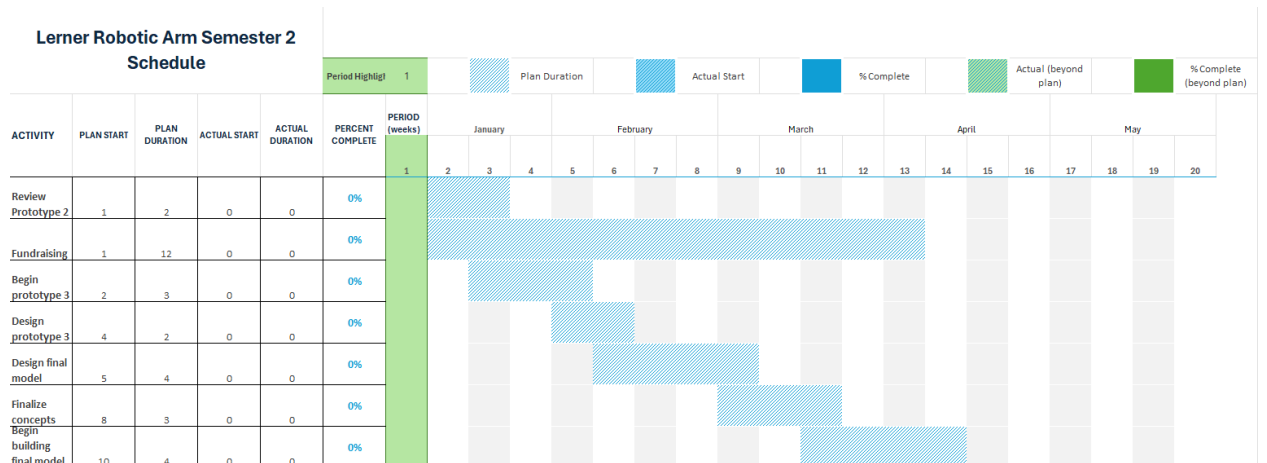 Lerner Robotic Arm Semester 2
Schedule
Period Highligh 1 Plan Duration Actual Start % Complete Actual (beyond plan) % Complete (beyond plan)
ACTIVITY PLAN START PLAN DURATION ACTUAL START ACTUAL DURATION PERCENT COMPLETE PERIOD (weeks) January February March April May
1 2 3 4 5 6 7 8 9 10 11 12 13 14 15 16 17 18 19 20
Review
Prototype 2 1 2 0 0 0%
Fundraising 1 12 0 0 0%
Begin
prototype 3 2 3 0 0 0%
Design
prototype 3 4 2 0 0 0%
Design final
model 5 4 0 0 0%
Finalize
concepts 8 3 0 0 0%
Begin
building
final model 10 4 0 0 0%